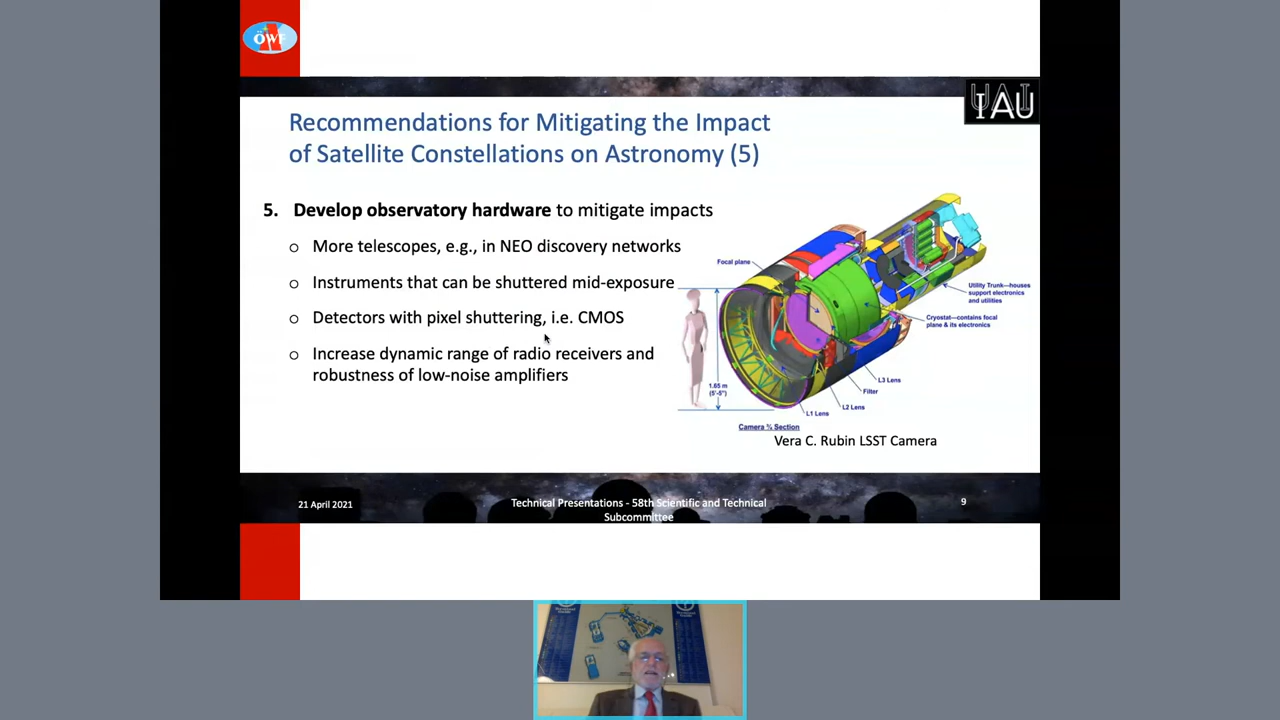 ÖWF
IAU
Recommendations for Mitigating the Impact
of Satellite Constellations on Astronomy (5)
5. Develop observatory hardware to mitigate impacts
o More telescopes, e.g., in NEO discovery networks
o Instruments that can be shuttered mid-exposure
o Detectors with pixel shuttering, i.e. CMOS
o Increase dynamic range of radio receivers and
robustness of low-noise amplifiers
Focal plane
Utility Trunk—houses
support electronics
and utilities
Cryostat—contains focal
plane & its electronics
1.65 m
(5'-5")
L3 Lens
Filter
L2 Lens
L1 Lens
Camera ¾ Section
Vera C. Rubin LSST Camera
21 April 2021
Technical Presentations - 58th Scientific and Technical
Subcommittee
9